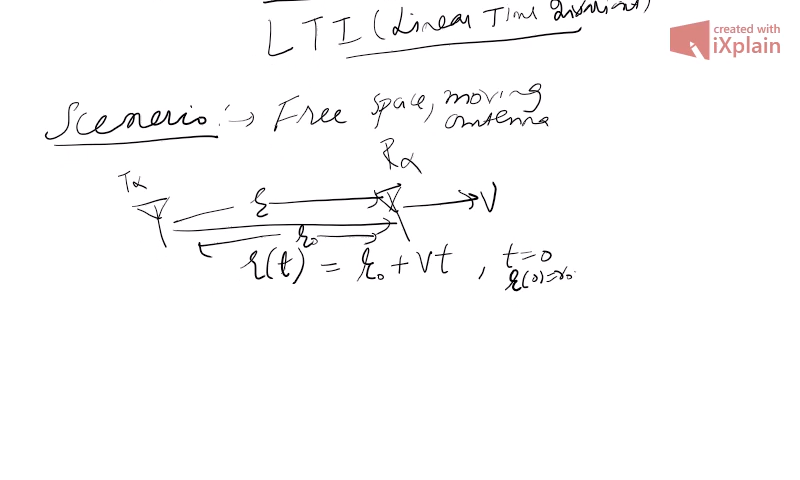 LTI (Linear Time Invariant)
created with
iXplain
Scenerio :→ Free space, moving
antenna
Rx
Tx
r
V
r₀
r(t) = r₀ + Vt , t=0
r(0)=r₀